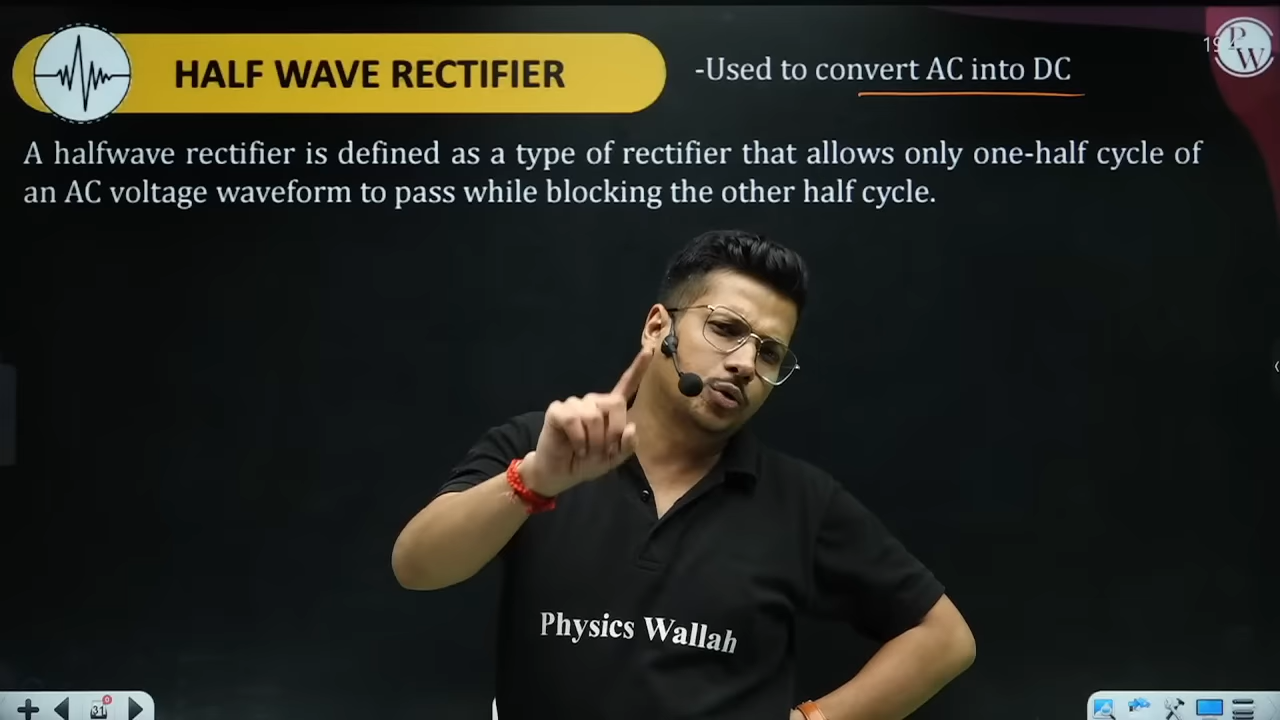 HALF WAVE RECTIFIER
-Used to convert AC into DC
PW
A halfwave rectifier is defined as a type of rectifier that allows only one-half cycle of
an AC voltage waveform to pass while blocking the other half cycle.
Physics Wallah
31